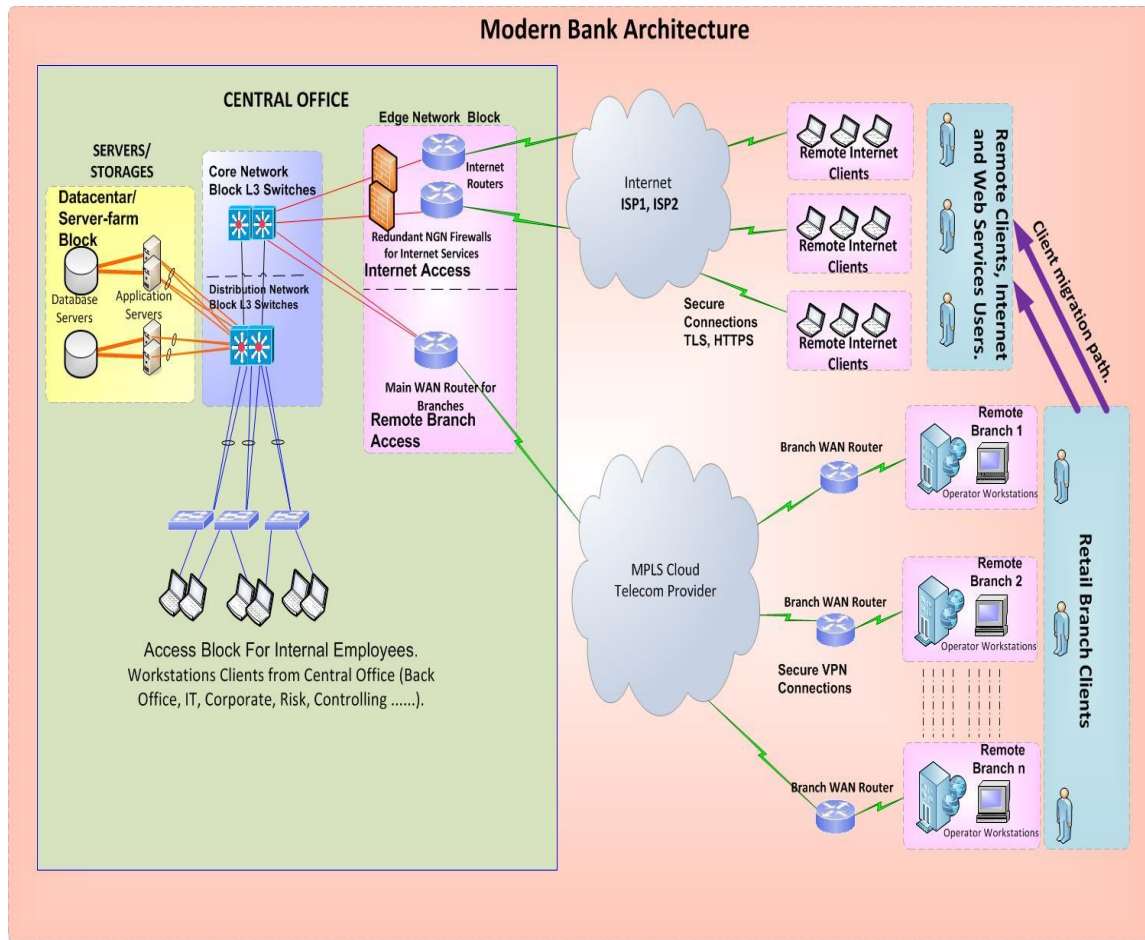 Modern Bank Architecture
CENTRAL OFFICE
SERVERS/
STORAGES
Datacentar/
Server-farm
Block
Database
Servers
Application
Servers
Core Network
Block L3 Switches
Distribution Network
Block L3 Switches
Edge Network Block
Internet
Routers
Redundant NGN Firewalls
for Internet Services
Internet Access
Main WAN Router for
Branches
Remote Branch
Access
Access Block For Internal Employees.
Workstations Clients from Central Office (Back
Office, IT, Corporate, Risk, Controlling ......).
Internet
ISP1, ISP2
Secure
Connections
TLS, HTTPS
Remote Internet
Clients
Remote Internet
Clients
Remote Internet
Clients
Remote Clients, Internet
and Web Services Users.
Client migration path.
MPLS Cloud
Telecom Provider
Branch WAN Router
Remote
Branch 1
Operator Workstations
Branch WAN Router
Remote
Branch 2
Operator Workstations
Secure VPN
Connections
Branch WAN Router
Remote
Branch n
Operator Workstations
Retail Branch Clients